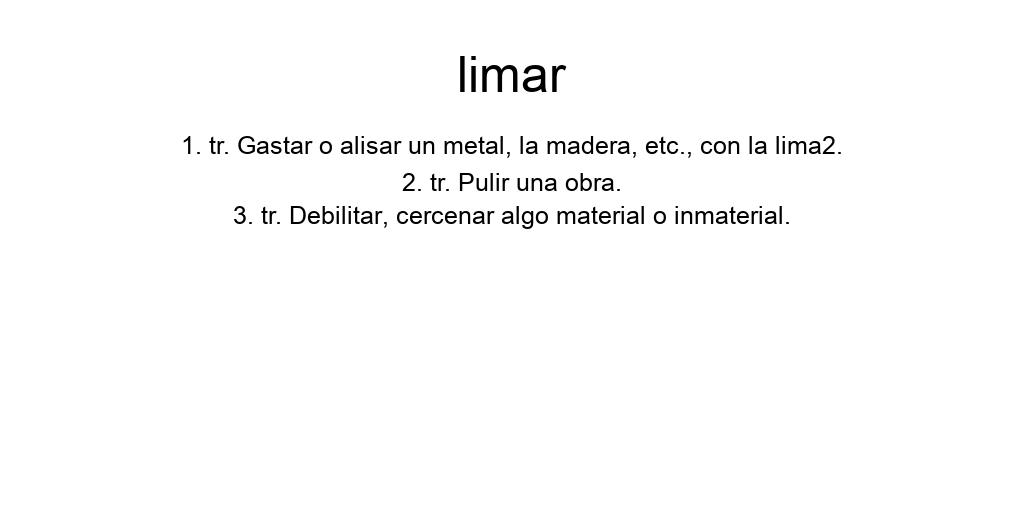 limar
1. tr. Gastar o alisar un metal, la madera, etc., con la lima2.
2. tr. Pulir una obra.
3. tr. Debilitar, cercenar algo material o inmaterial.